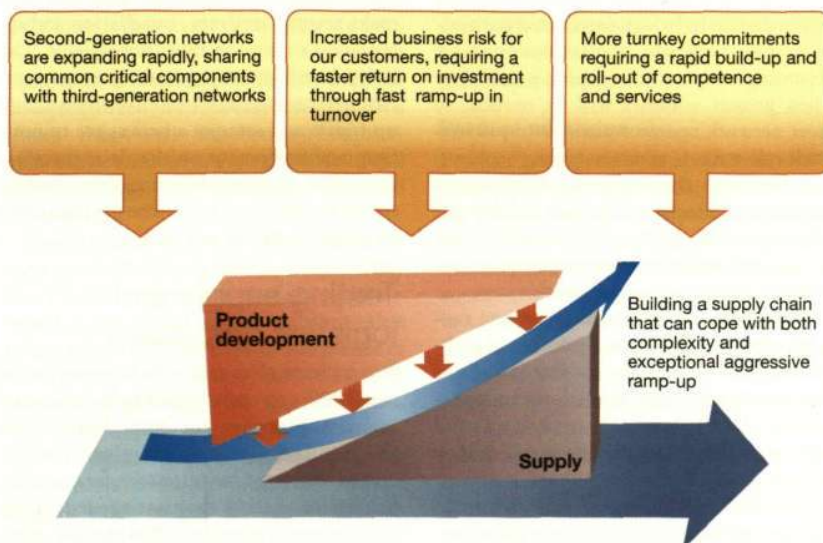 Second-generation networks
are expanding rapidly, sharing
common critical components
with third-generation networks
Increased business risk for
our customers, requiring a
faster return on investment
through fast ramp-up in
turnover
More turnkey commitments
requiring a rapid build-up and
roll-out of competence
and services
Product
development
Building a supply chain
that can cope with both
complexity and
exceptional aggressive
ramp-up
Supply